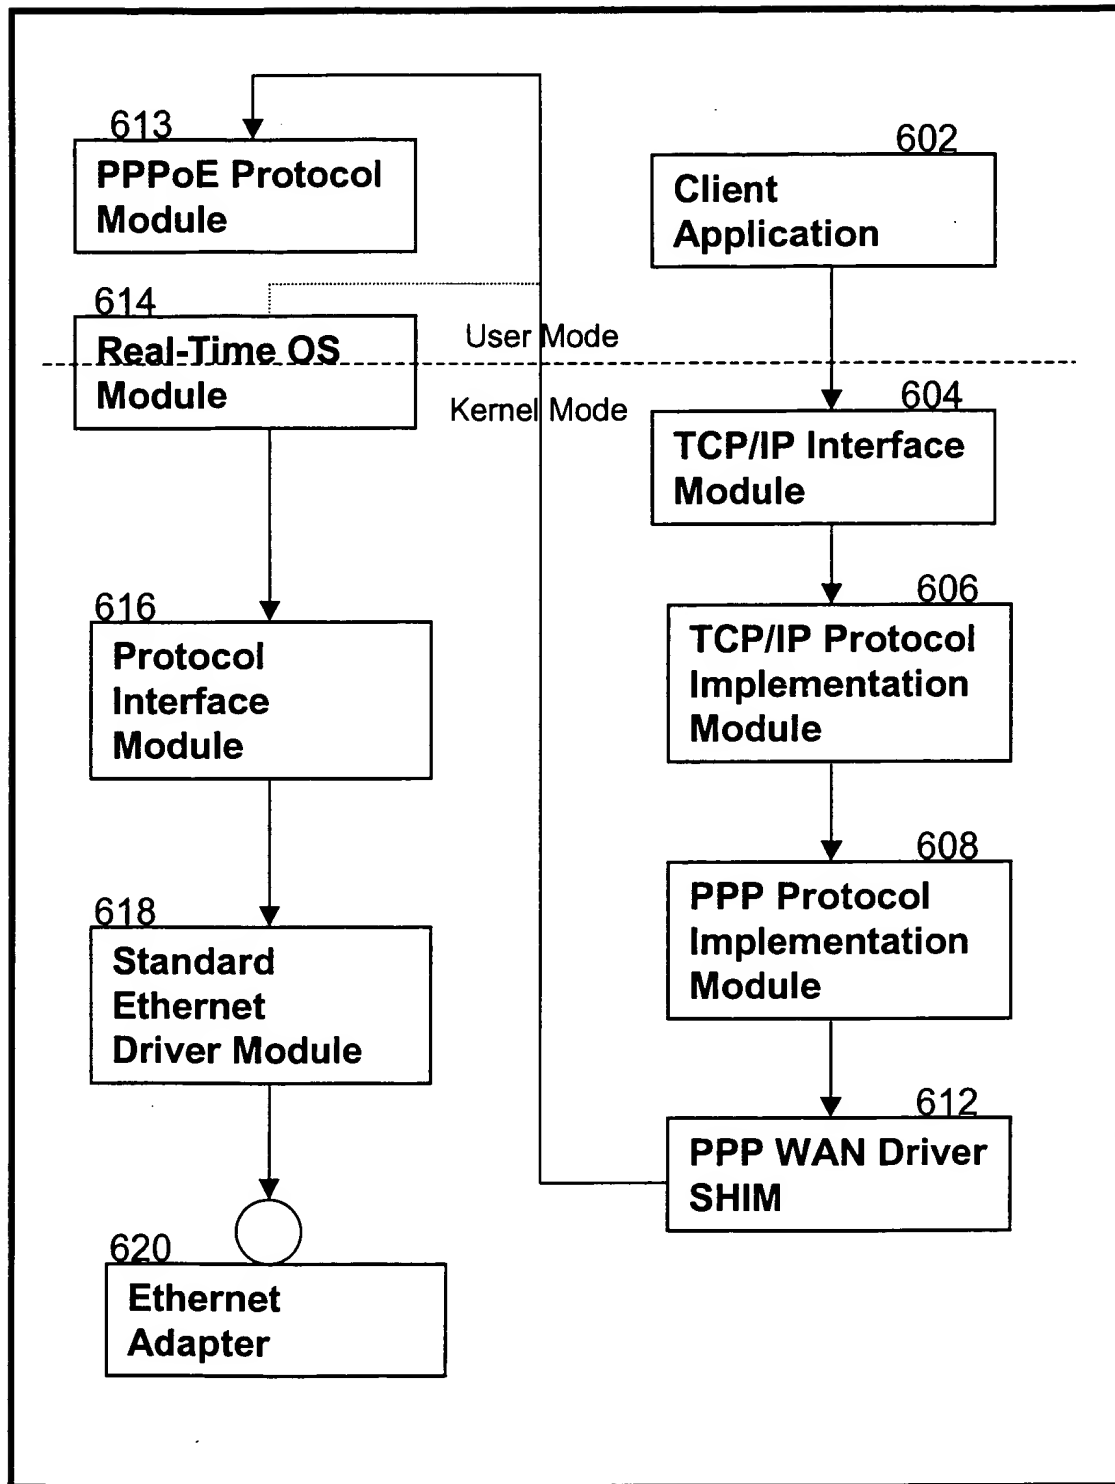 613
PPPoE Protocol
Module
602
Client
Application
614
Real-Time OS
Module
User Mode
Kernel Mode
604
TCP/IP Interface
Module
616
Protocol
Interface
Module
606
TCP/IP Protocol
Implementation
Module
608
PPP Protocol
Implementation
Module
618
Standard
Ethernet
Driver Module
612
PPP WAN Driver
SHIM
620
Ethernet
Adapter